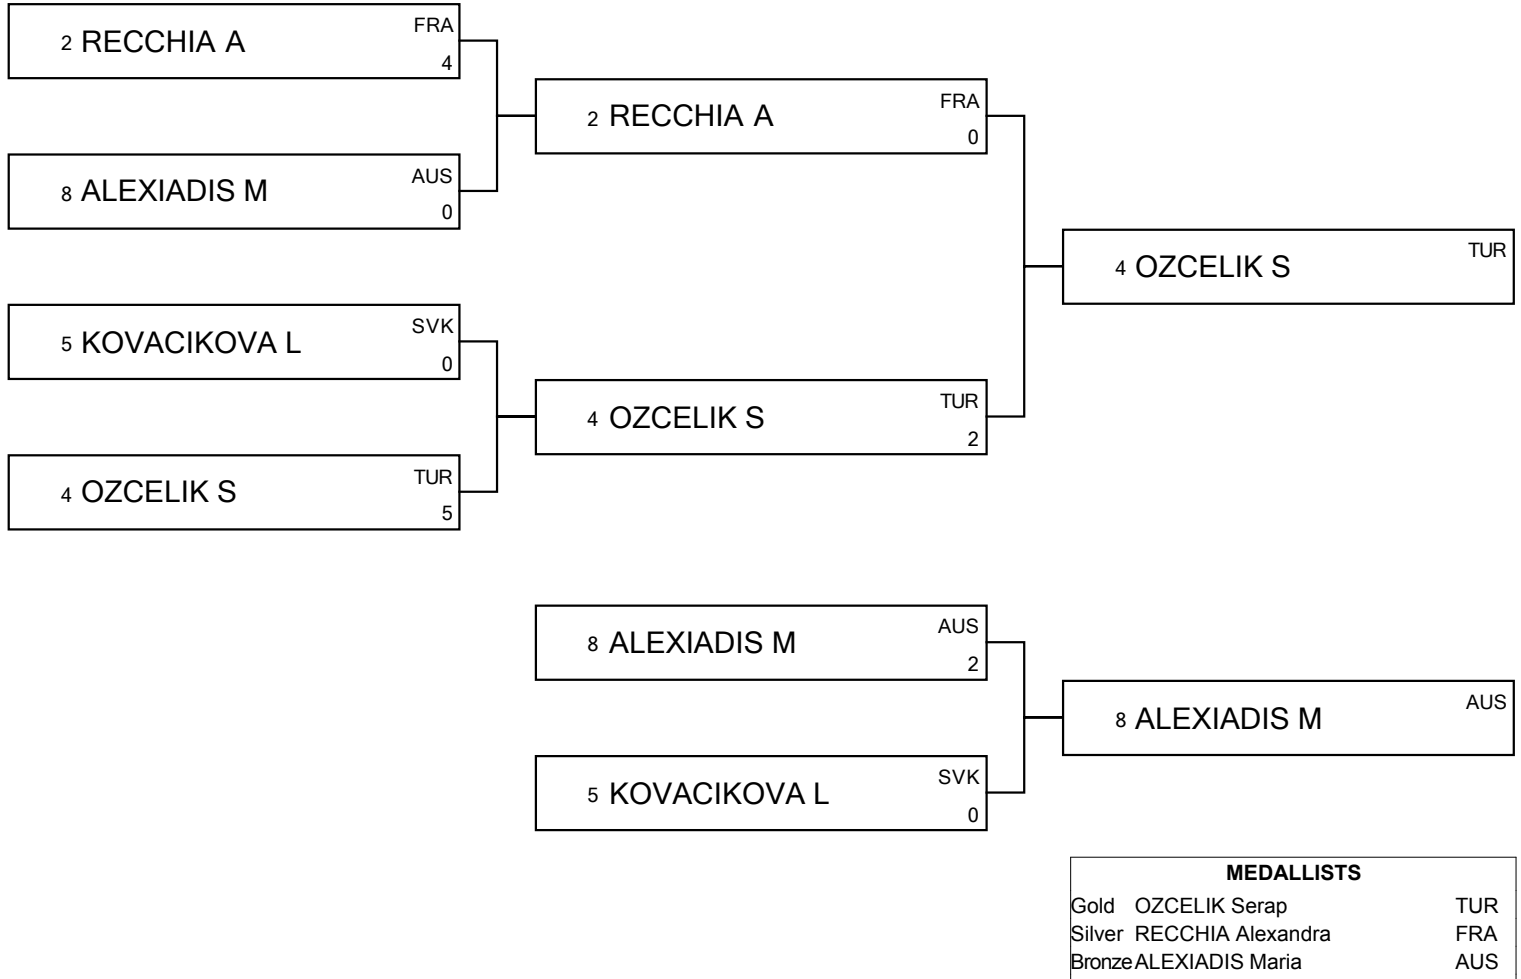 2 RECCHIA A FRA
4
2 RECCHIA A FRA
0
8 ALEXIADIS M AUS
0
4 OZCELIK S TUR
5 KOVACIKOVA L SVK
0
4 OZCELIK S TUR
2
4 OZCELIK S TUR
5
8 ALEXIADIS M AUS
2
8 ALEXIADIS M AUS
5 KOVACIKOVA L SVK
0
MEDALLISTS
Gold OZCELIK Serap TUR
Silver RECCHIA Alexandra FRA
Bronze ALEXIADIS Maria AUS